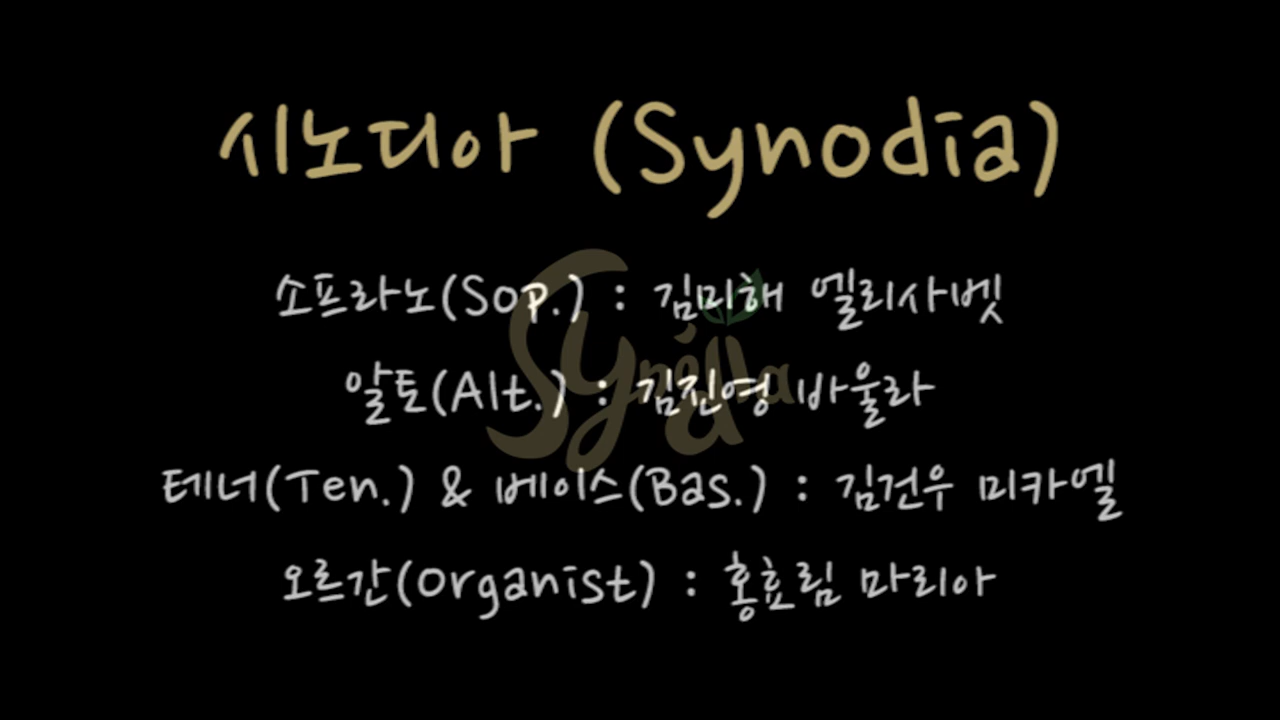 시노디아 (Synodia)
소프라노(Sop.) : 김미해 엘리사벳
알토(Alt.) : 김진영 바울라
테너(Ten.) & 베이스(Bas.) : 김건우 미카엘
오르간(Organist) : 홍효림 마리아